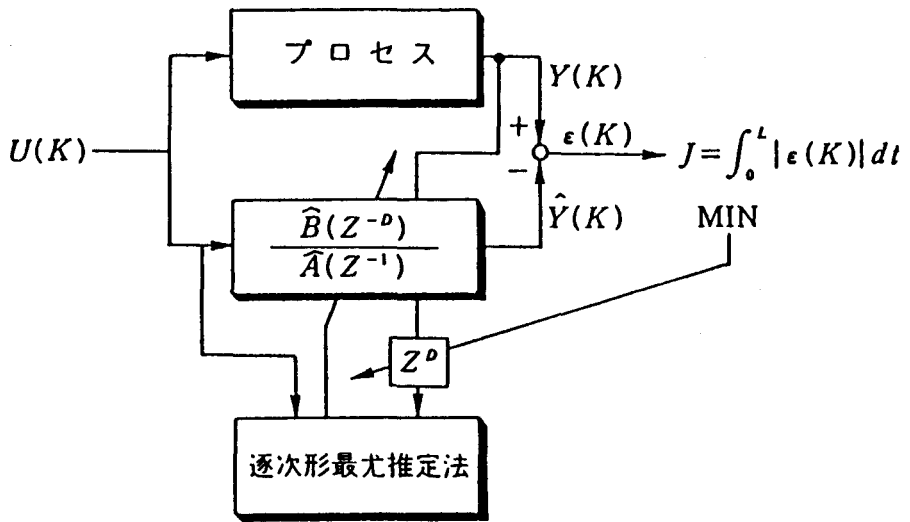 プロセス
Y(K)
U(K)
+
ε(K)
J=∫₀ᴸ|ε(K)|dt
−
Ŷ(K)
MIN
B̂(Z⁻ᴰ)
Â(Z⁻¹)
Zᴰ
逐次形最尤推定法